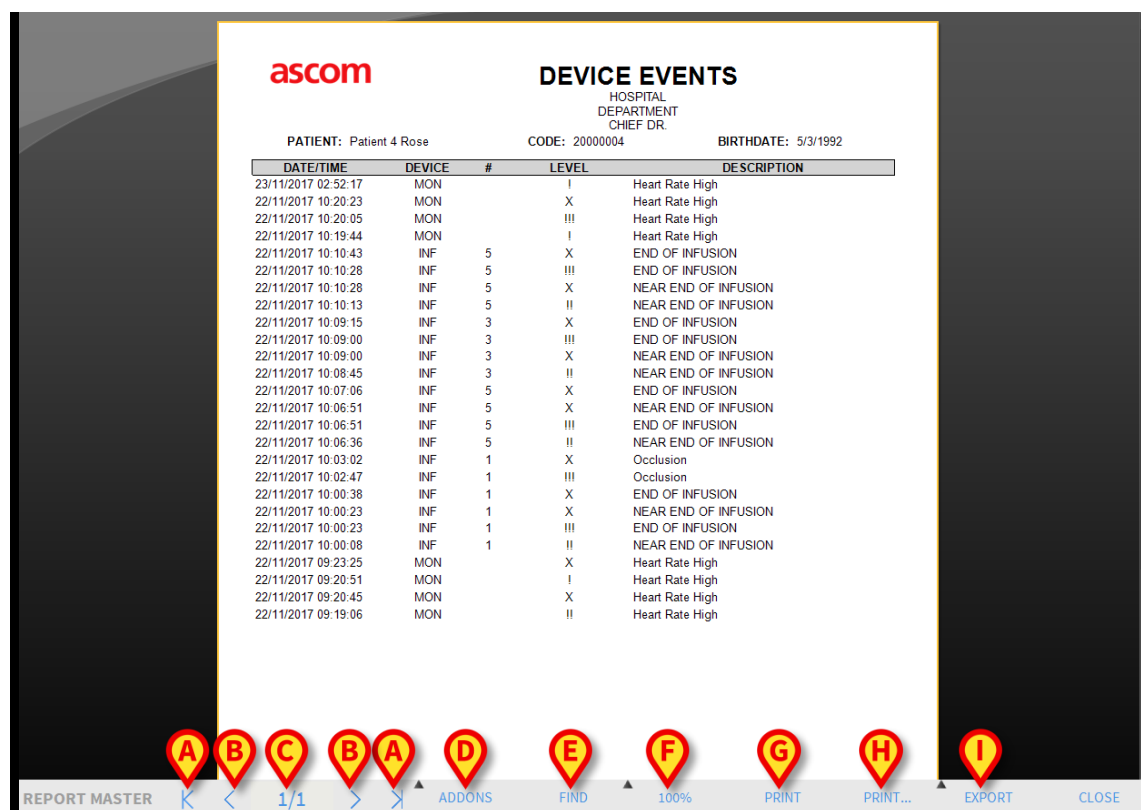 ascom
DEVICE EVENTS
HOSPITAL
DEPARTMENT
CHIEF DR.
PATIENT: Patient 4 Rose CODE: 20000004 BIRTHDATE: 5/3/1992
DATE/TIME DEVICE # LEVEL DESCRIPTION
23/11/2017 02:52:17 MON ! Heart Rate High
22/11/2017 10:20:23 MON X Heart Rate High
22/11/2017 10:20:05 MON !!! Heart Rate High
22/11/2017 10:19:44 MON ! Heart Rate High
22/11/2017 10:10:43 INF 5 X END OF INFUSION
22/11/2017 10:10:28 INF 5 !!! END OF INFUSION
22/11/2017 10:10:28 INF 5 X NEAR END OF INFUSION
22/11/2017 10:10:13 INF 5 !! NEAR END OF INFUSION
22/11/2017 10:09:15 INF 3 X END OF INFUSION
22/11/2017 10:09:00 INF 3 !!! END OF INFUSION
22/11/2017 10:09:00 INF 3 X NEAR END OF INFUSION
22/11/2017 10:08:45 INF 3 !! NEAR END OF INFUSION
22/11/2017 10:07:06 INF 5 X END OF INFUSION
22/11/2017 10:06:51 INF 5 X NEAR END OF INFUSION
22/11/2017 10:06:51 INF 5 !!! END OF INFUSION
22/11/2017 10:06:36 INF 5 !! NEAR END OF INFUSION
22/11/2017 10:03:02 INF 1 X Occlusion
22/11/2017 10:02:47 INF 1 !!! Occlusion
22/11/2017 10:00:38 INF 1 X END OF INFUSION
22/11/2017 10:00:23 INF 1 X NEAR END OF INFUSION
22/11/2017 10:00:23 INF 1 !!! END OF INFUSION
22/11/2017 10:00:08 INF 1 !! NEAR END OF INFUSION
22/11/2017 09:23:25 MON X Heart Rate High
22/11/2017 09:20:51 MON ! Heart Rate High
22/11/2017 09:20:45 MON X Heart Rate High
22/11/2017 09:19:06 MON !! Heart Rate High
A B C B A D E F G H I
REPORT MASTER 1/1 ADDONS FIND 100% PRINT PRINT... EXPORT CLOSE